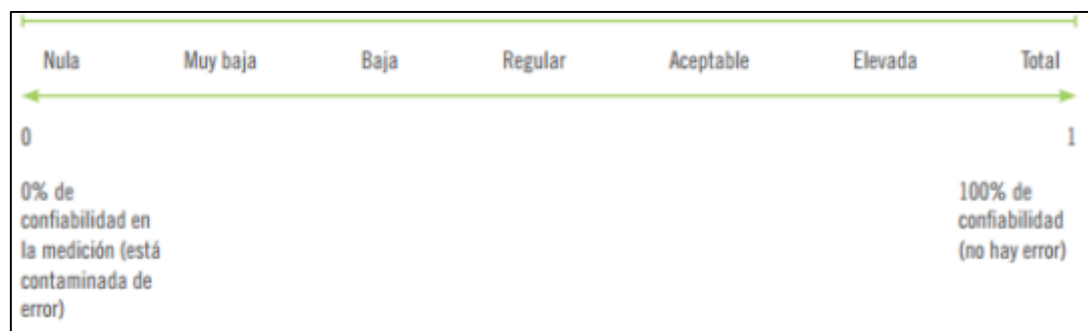 Nula Muy baja Baja Regular Aceptable Elevada Total
0 1
0% de
confiabilidad en
la medición (está
contaminada de
error)
100% de
confiabilidad
(no hay error)